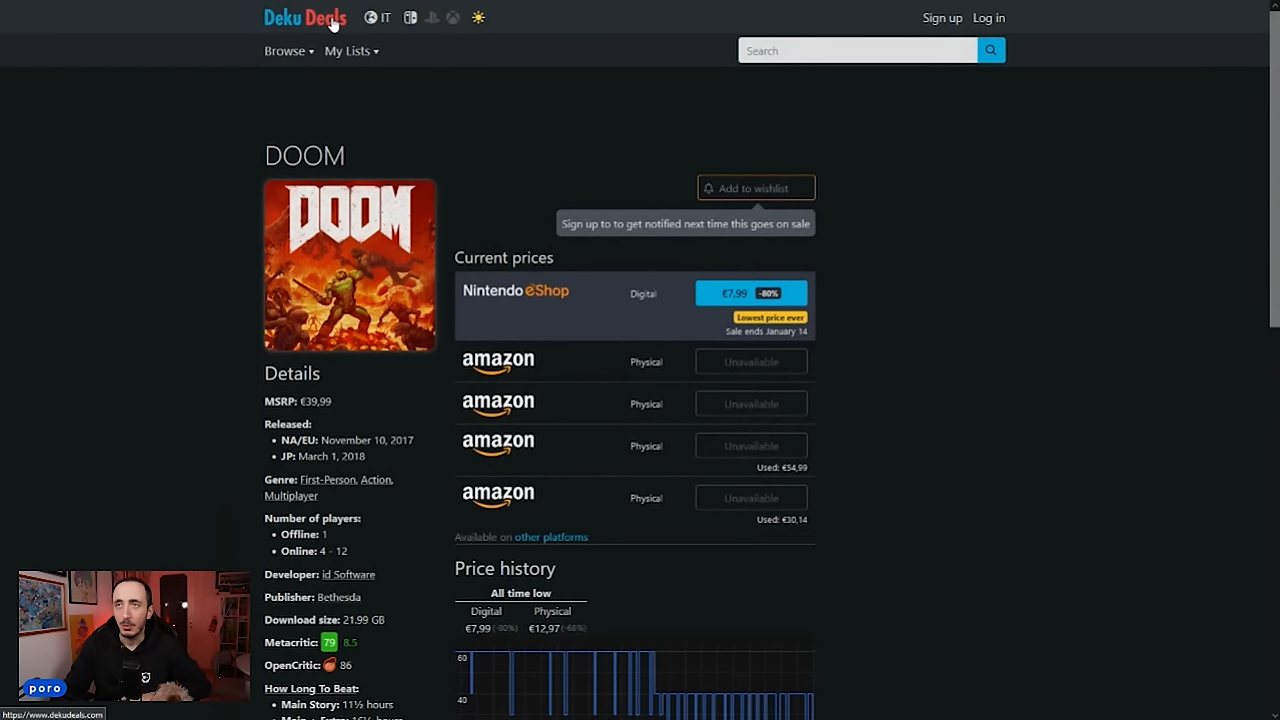 Deku Deals
IT
Sign up
Log in
Browse
My Lists
Search
DOOM
DOOM
Add to wishlist
Sign up to to get notified next time this goes on sale
Current prices
Nintendo eShop
Digital
€7,99 -80%
Lowest price ever
Sale ends January 14
amazon
Physical
Unavailable
amazon
Physical
Unavailable
amazon
Physical
Unavailable
Used: €54,99
amazon
Physical
Unavailable
Used: €30,14
Available on other platforms
Details
MSRP: €39,99
Released:
NA/EU: November 10, 2017
JP: March 1, 2018
Genre: First-Person, Action,
Multiplayer
Number of players:
Offline: 1
Online: 4 - 12
Developer: id Software
Publisher: Bethesda
Download size: 21.99 GB
Metacritic: 79 8.5
OpenCritic: 86
How Long To Beat:
Main Story: 11½ hours
Price history
All time low
Digital
Physical
€7,99 (-80%)
€12,97 (-68%)
60
40
poro
https://www.dekudeals.com